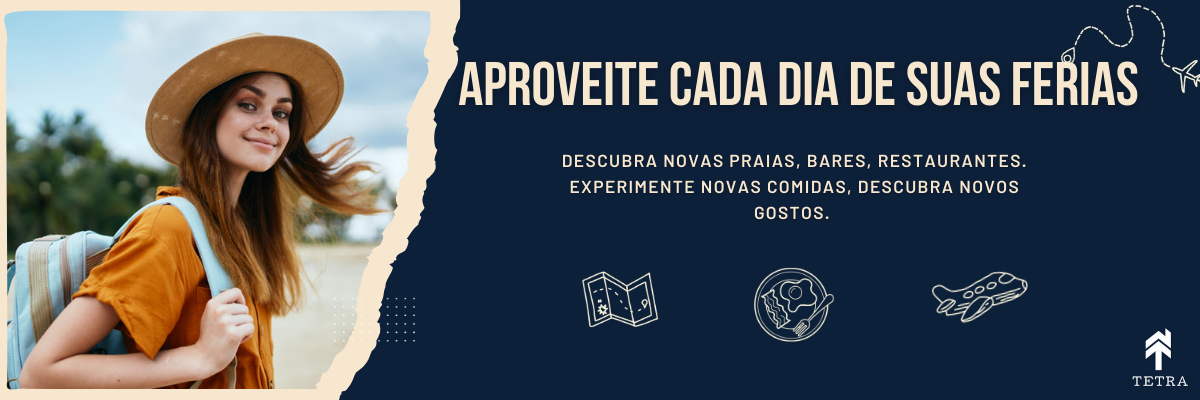 APROVEITE CADA DIA DE SUAS FERIAS
DESCUBRA NOVAS PRAIAS, BARES, RESTAURANTES.
EXPERIMENTE NOVAS COMIDAS, DESCUBRA NOVOS
GOSTOS.
TETRA